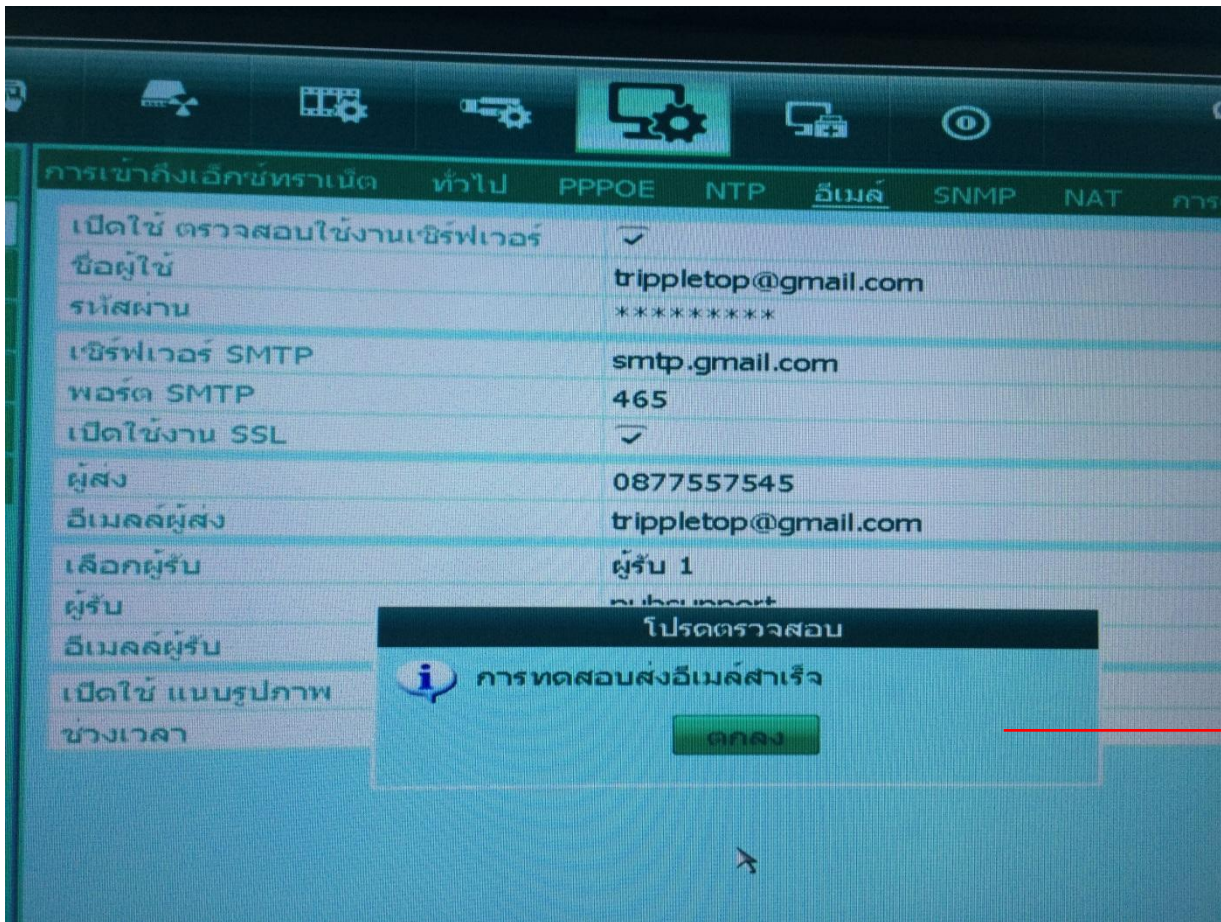 การเข้าถึงเอ็กซ์ทราเน็ต ทั่วไป PPPOE NTP อีเมล์ SNMP NAT การ
เปิดใช้ ตรวจสอบใช้งานเซิร์ฟเวอร์
ชื่อผู้ใช้ trippletop@gmail.com
รหัสผ่าน *********
เซิร์ฟเวอร์ SMTP smtp.gmail.com
พอร์ต SMTP 465
เปิดใช้งาน SSL
ผู้ส่ง 0877557545
อีเมลล์ผู้ส่ง trippletop@gmail.com
เลือกผู้รับ ผู้รับ 1
ผู้รับ
อีเมลล์ผู้รับ
เปิดใช้ แนบรูปภาพ
ช่วงเวลา
โปรดตรวจสอบ
การทดสอบส่งอีเมล์สำเร็จ
ตกลง